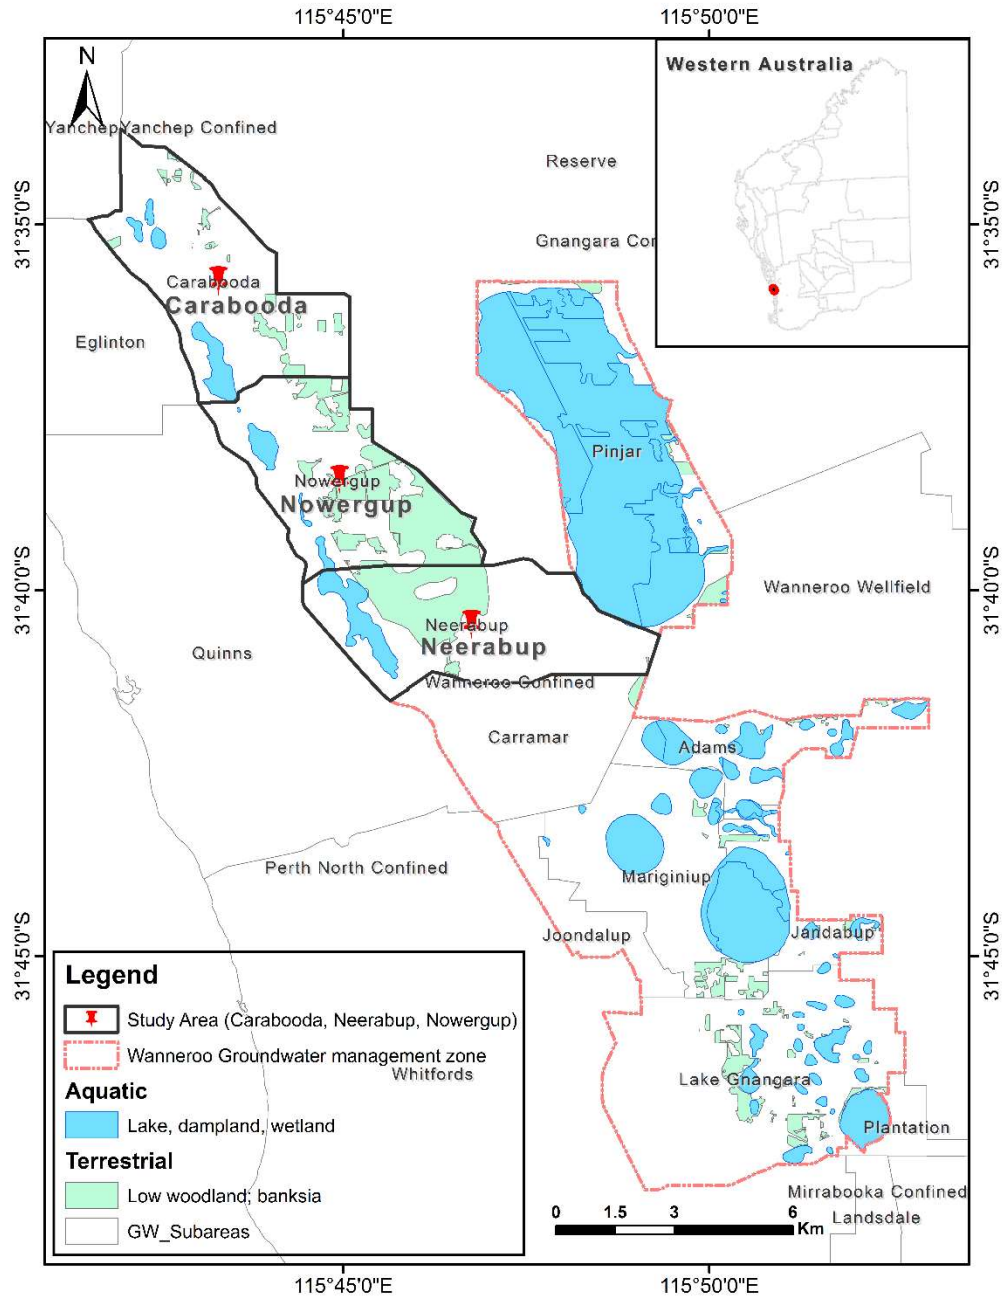 115°45'0"E
115°50'0"E
N
Western Australia
Yanchep
Yanchep Confined
Reserve
31°35'0"S
31°35'0"S
Gnangara Cor
Carabooda
Carabooda
Eglinton
Pinjar
Nowergup
Nowergup
31°40'0"S
31°40'0"S
Wanneroo Wellfield
Neerabup
Neerabup
Quinns
Wanneroo Confined
Carramar
Adams
Perth North Confined
Mariginiup
Joondalup
Jandabup
31°45'0"S
31°45'0"S
Legend
Study Area (Carabooda, Neerabup, Nowergup)
Wanneroo Groundwater management zone
Whitfords
Aquatic
Lake, dampland, wetland
Terrestrial
Low woodland; banksia
GW_Subareas
Lake Gnangara
Plantation
Mirrabooka Confined
Landsdale
0 1.5 3 6
Km
115°45'0"E
115°50'0"E